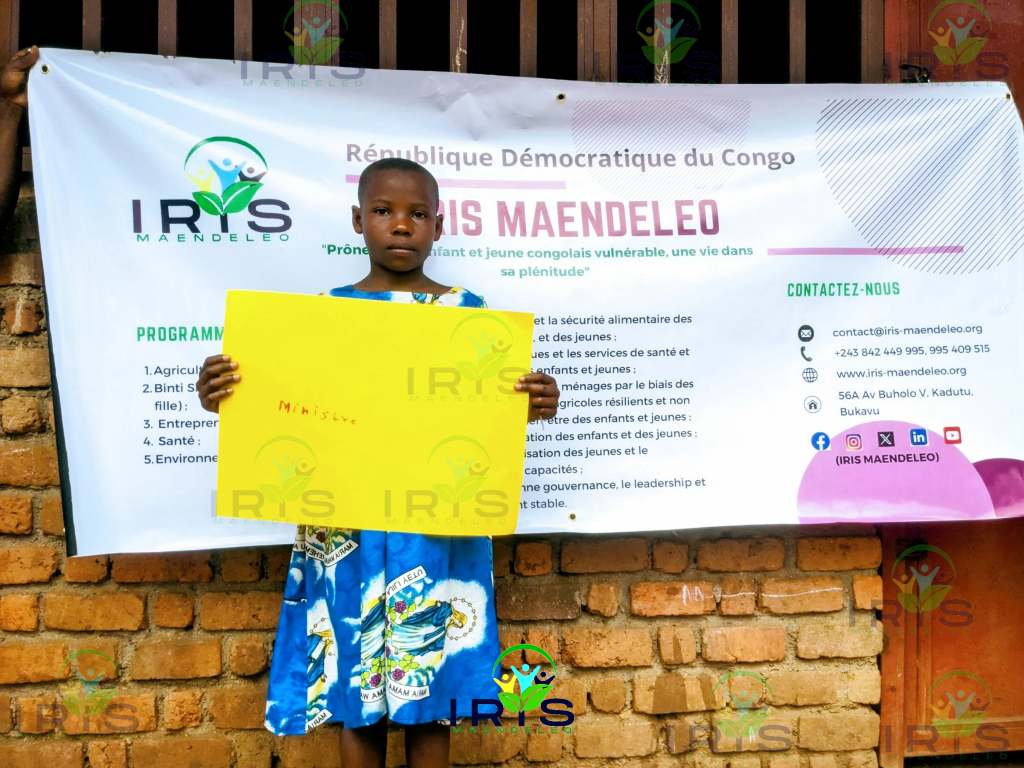 République Démocratique du Congo
IRIS
MAENDELEO
IRIS MAENDELEO
"Prône enfant et jeune congolais vulnérable, une vie dans
sa plénitude"
PROGRAMM
1. Agricul
2. Binti
fille) ;
3. Entrepren
4. Santé ;
5. Environne
et la sécurité alimentaire des
, et des jeunes ;
ues et les services de santé et
enfants et jeunes ;
ménages par le biais des
agricoles résilients et non
être des enfants et jeunes ;
ation des enfants et des jeunes ;
isation des jeunes et le
capacités ;
nne gouvernance, le leadership et
nt stable.
CONTACTEZ-NOUS
contact@iris-maendeleo.org
+243 842 449 995, 995 409 515
www.iris-maendeleo.org
56A Av Buholo V, Kadutu,
Bukavu
(IRIS MAENDELEO)
Ministre
IRIS
MAENDELEO